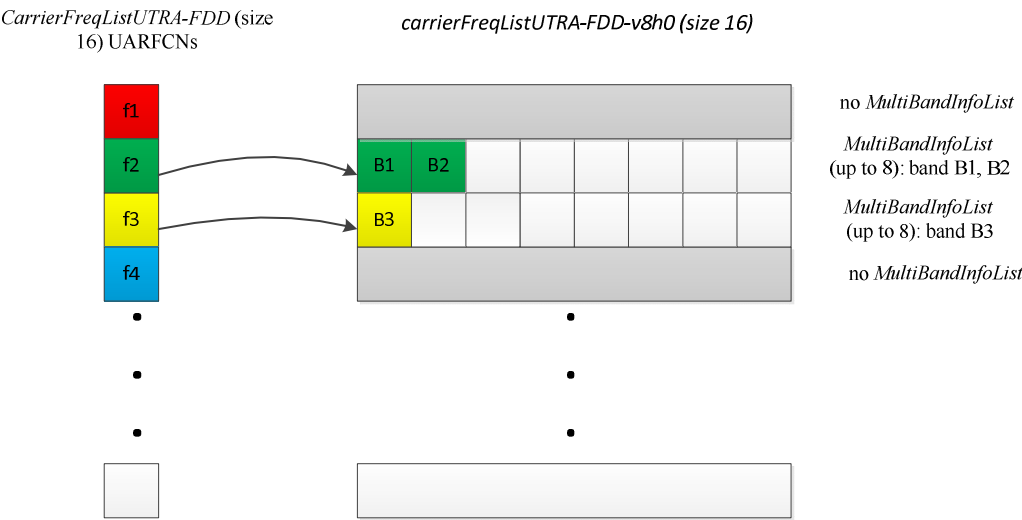 CarrierFreqListUTRA-FDD (size
16) UARFCNs
carrierFreqListUTRA-FDD-v8h0 (size 16)
f1
no MultiBandInfoList
f2
B1
B2
MultiBandInfoList
(up to 8): band B1, B2
f3
B3
MultiBandInfoList
(up to 8): band B3
f4
no MultiBandInfoList